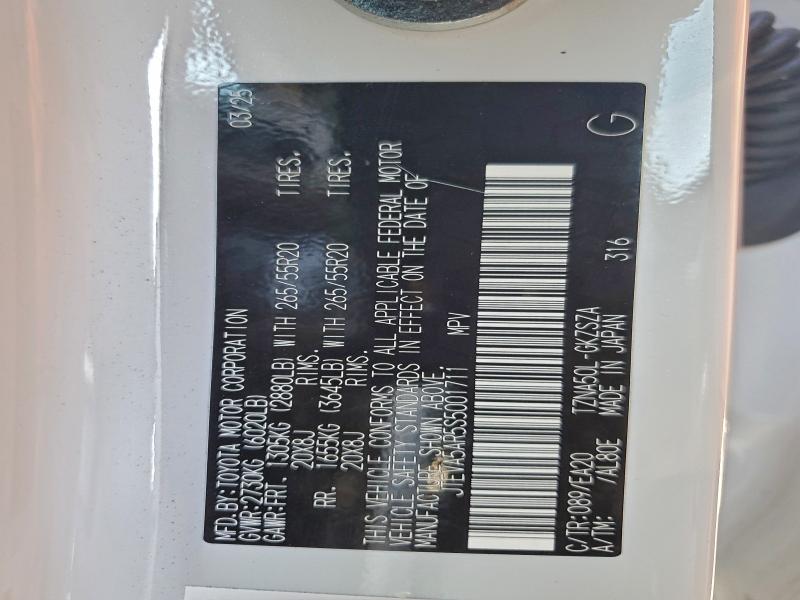 MFD.BY:TOYOTA MOTOR CORPORATION 03/25
GVWR:2730KG (6020LB)
GAWR:FRT. 1305KG (2880LB) WITH 265/55R20 TIRES.
20X8J RIMS.
RR. 1655KG (3645LB) WITH 265/55R20 TIRES.
20X8J RIMS.
THIS VEHICLE CONFORMS TO ALL APPLICABLE FEDERAL MOTOR
VEHICLE SAFETY STANDARDS IN EFFECT ON THE DATE OF
MANUFACTURE SHOWN ABOVE.
JTEVA5AR5S5001711 MPV
C/TR:089/EA20 TZNA50L-GKZSZA
A/TM: /AL80E MADE IN JAPAN 316 G